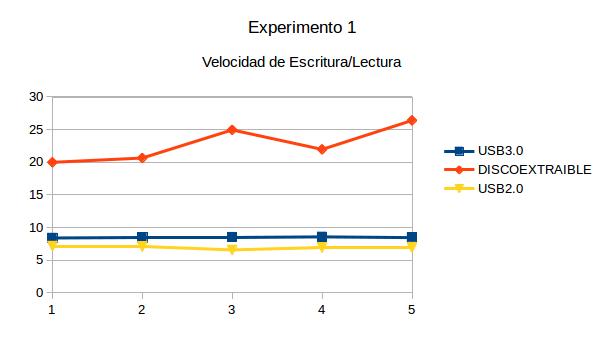 Experimento 1
Velocidad de Escritura/Lectura
30
25
20
15
10
5
0
1 2 3 4 5
USB3.0
DISCOEXTRAIBLE
USB2.0